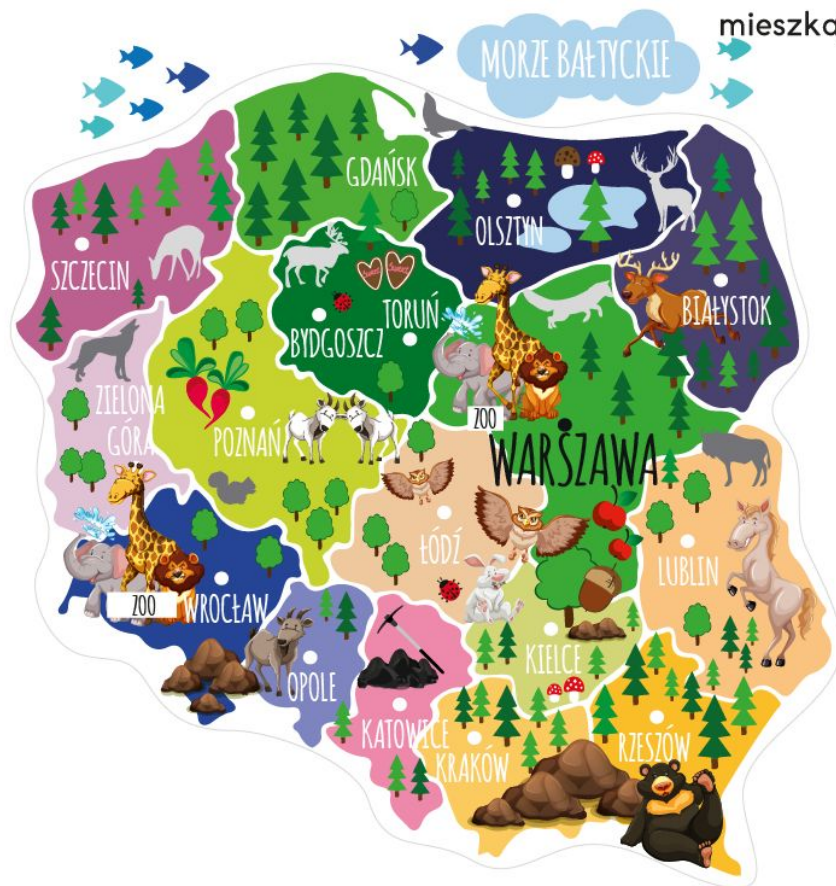 mieszka
MORZE BAŁTYCKIE
GDAŃSK
OLSZTYN
SZCZECIN
BIAŁYSTOK
TORUŃ
BYDGOSZCZ
ZIELONA
GÓRA
POZNAŃ
ZOO
WARSZAWA
ŁÓDŹ
LUBLIN
ZOO
WROCŁAW
KIELCE
OPOLE
KATOWICE
KRAKÓW
RZESZÓW